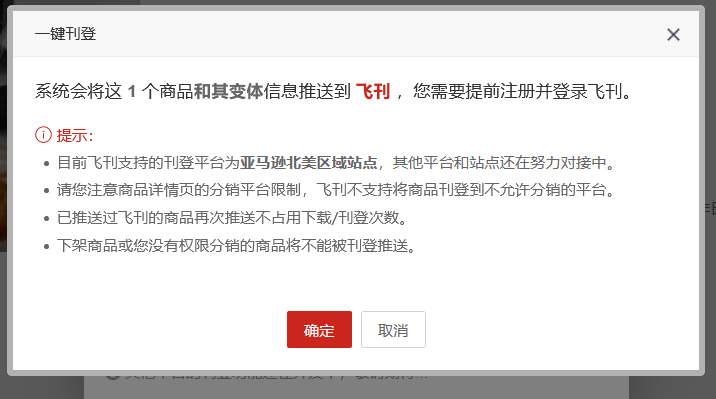 一键刊登
系统会将这 1 个商品和其变体信息推送到 飞刊 ，您需要提前注册并登录飞刊。
提示：
目前飞刊支持的刊登平台为亚马逊北美区域站点，其他平台和站点还在努力对接中。
请您注意商品详情页的分销平台限制，飞刊不支持将商品刊登到不允许分销的平台。
已推送过飞刊的商品再次推送不占用下载/刊登次数。
下架商品或您没有权限分销的商品将不能被刊登推送。
确定 取消